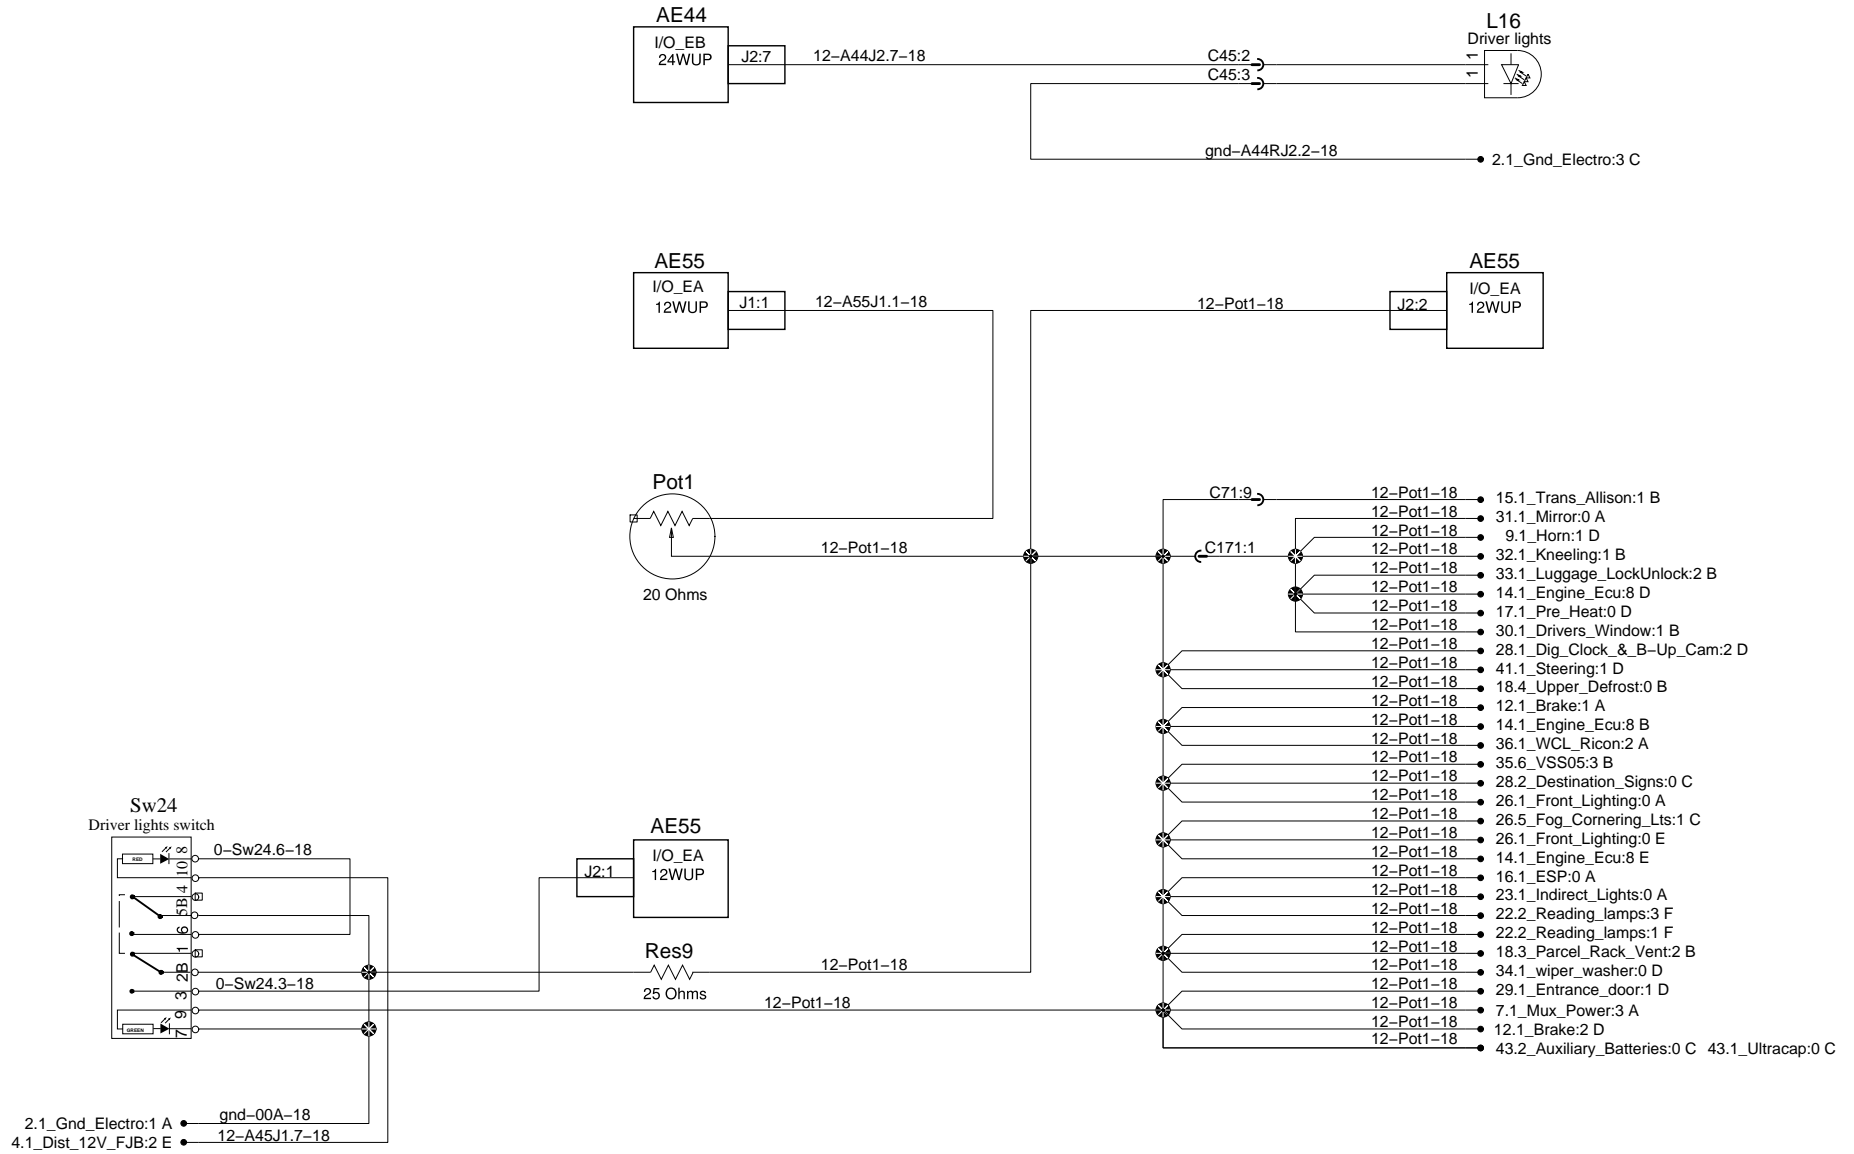 AE44
I/O_EB
24WUP
J2:7
12–A44J2.7–18
C45:2
C45:3
L16
Driver lights
1
1
gnd–A44RJ2.2–18
2.1_Gnd_Electro:3 C
AE55
I/O_EA
12WUP
J1:1
12–A55J1.1–18
12–Pot1–18
J2:2
AE55
I/O_EA
12WUP
Pot1
20 Ohms
12–Pot1–18
C71:9
C171:1
12–Pot1–18 15.1_Trans_Allison:1 B
12–Pot1–18 31.1_Mirror:0 A
12–Pot1–18 9.1_Horn:1 D
12–Pot1–18 32.1_Kneeling:1 B
12–Pot1–18 33.1_Luggage_LockUnlock:2 B
12–Pot1–18 14.1_Engine_Ecu:8 D
12–Pot1–18 17.1_Pre_Heat:0 D
12–Pot1–18 30.1_Drivers_Window:1 B
12–Pot1–18 28.1_Dig_Clock_&_B–Up_Cam:2 D
12–Pot1–18 41.1_Steering:1 D
12–Pot1–18 18.4_Upper_Defrost:0 B
12–Pot1–18 12.1_Brake:1 A
12–Pot1–18 14.1_Engine_Ecu:8 B
12–Pot1–18 36.1_WCL_Ricon:2 A
12–Pot1–18 35.6_VSS05:3 B
12–Pot1–18 28.2_Destination_Signs:0 C
12–Pot1–18 26.1_Front_Lighting:0 A
12–Pot1–18 26.5_Fog_Cornering_Lts:1 C
12–Pot1–18 26.1_Front_Lighting:0 E
12–Pot1–18 14.1_Engine_Ecu:8 E
12–Pot1–18 16.1_ESP:0 A
12–Pot1–18 23.1_Indirect_Lights:0 A
12–Pot1–18 22.2_Reading_lamps:3 F
12–Pot1–18 22.2_Reading_lamps:1 F
12–Pot1–18 18.3_Parcel_Rack_Vent:2 B
12–Pot1–18 34.1_wiper_washer:0 D
12–Pot1–18 29.1_Entrance_door:1 D
12–Pot1–18 7.1_Mux_Power:3 A
12–Pot1–18 12.1_Brake:2 D
12–Pot1–18 43.2_Auxiliary_Batteries:0 C 43.1_Ultracap:0 C
Sw24
Driver lights switch
RED
8
10
4
5B
6
1
2B
3
9
7
GREEN
0–Sw24.6–18
0–Sw24.3–18
AE55
I/O_EA
12WUP
J2:1
Res9
25 Ohms
12–Pot1–18
12–Pot1–18
2.1_Gnd_Electro:1 A
gnd–00A–18
4.1_Dist_12V_FJB:2 E
12–A45J1.7–18